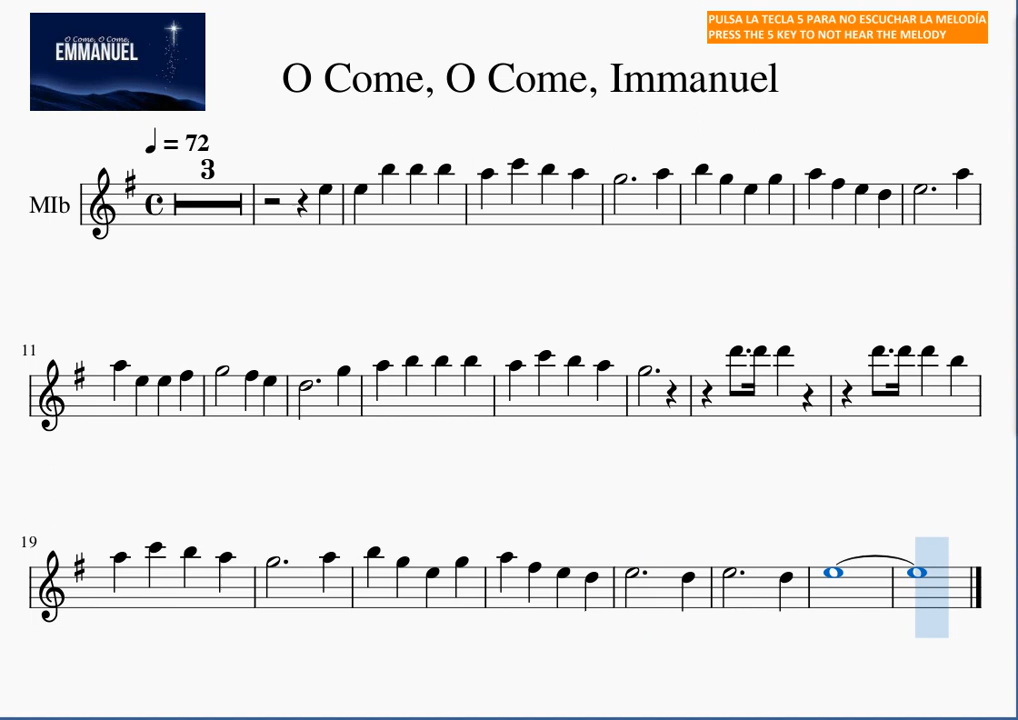 PULSA LA TECLA 5 PARA NO ESCUCHAR LA MELODÍA
PRESS THE 5 KEY TO NOT HEAR THE MELODY
O Come, O Come,
EMMANUEL
O Come, O Come, Immanuel
= 72
3
MIb
11
19